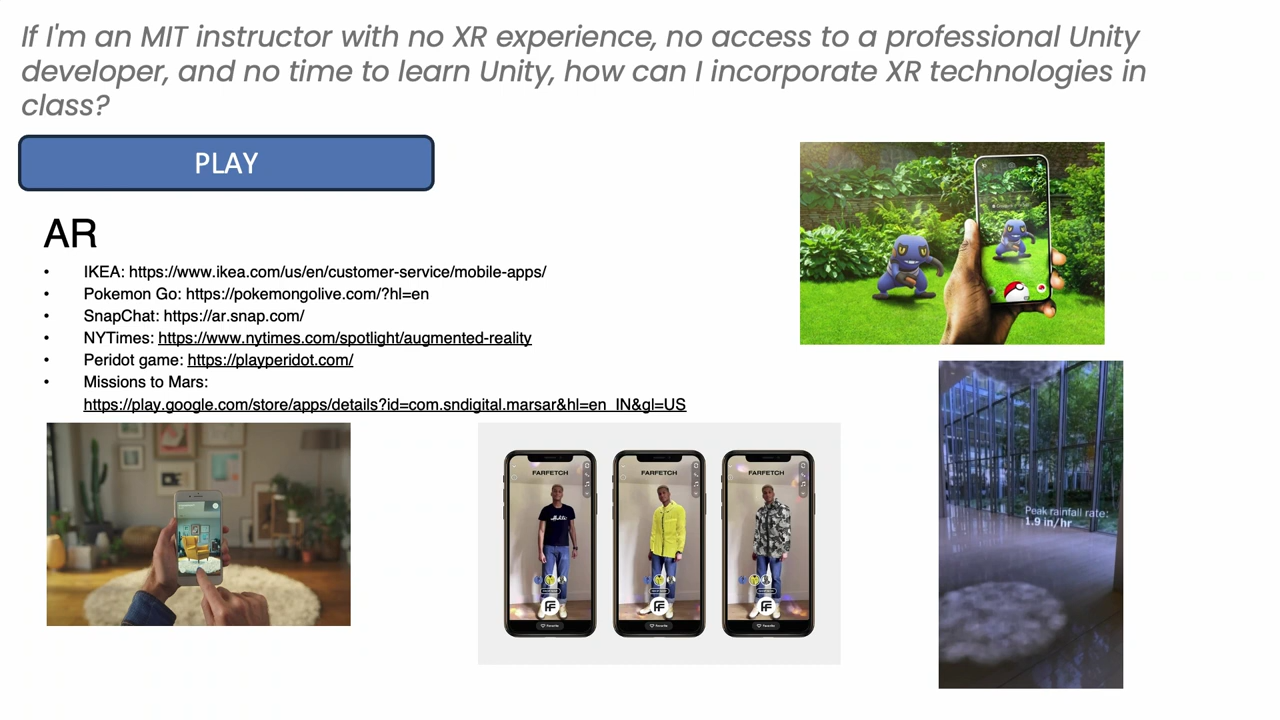 If I'm an MIT instructor with no XR experience, no access to a professional Unity
developer, and no time to learn Unity, how can I incorporate XR technologies in
class?
PLAY
AR
• IKEA: https://www.ikea.com/us/en/customer-service/mobile-apps/
• Pokemon Go: https://pokemongolive.com/?hl=en
• SnapChat: https://ar.snap.com/
• NYTimes: https://www.nytimes.com/spotlight/augmented-reality
• Peridot game: https://playperidot.com/
• Missions to Mars:
https://play.google.com/store/apps/details?id=com.sndigital.marsar&hl=en_IN&gl=US
FARFETCH
FARFETCH
FARFETCH
Favorite
Favorite
Favorite
Peak rainfall rate:
1.9 in/hr